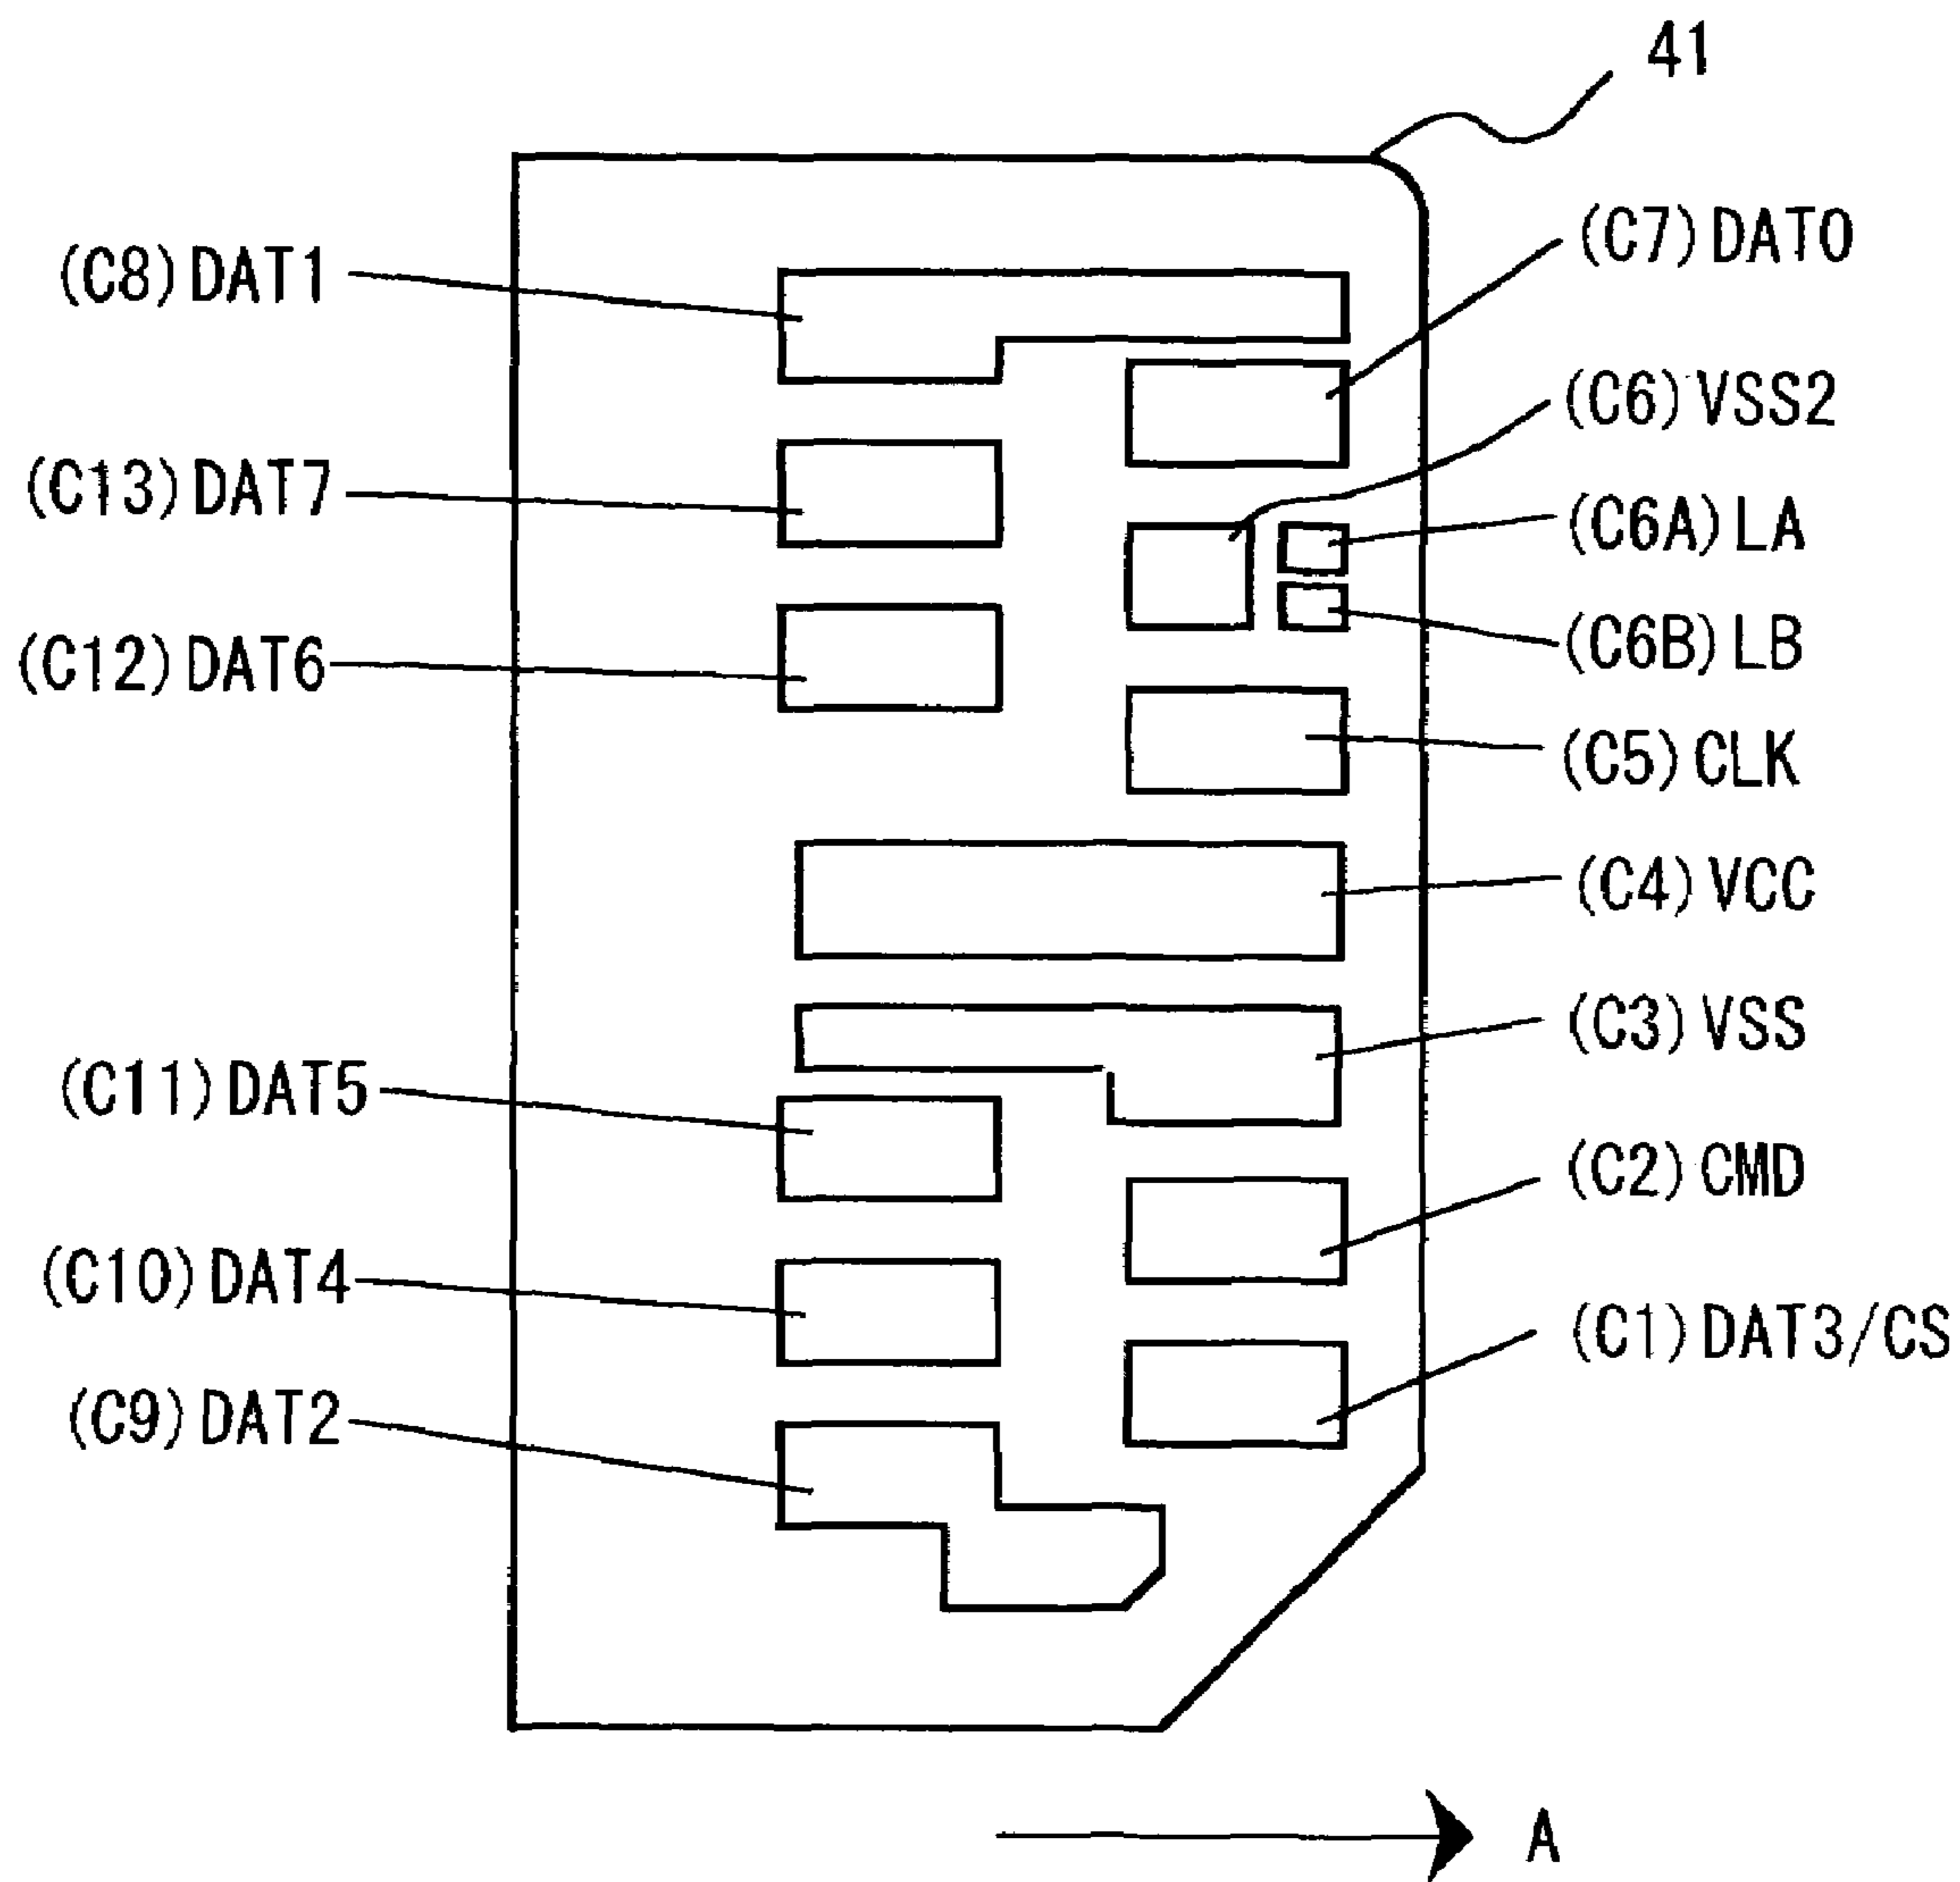 41
(C8)DAT1
(C7)DAT0
(C6)VSS2
(C13)DAT7
(C6A)LA
(C6B)LB
(C12)DAT6
(C5)CLK
(C4)VCC
(C3)VSS
(C11)DAT5
(C2)CMD
(C10)DAT4
(C1)DAT3/CS
(C9)DAT2
A